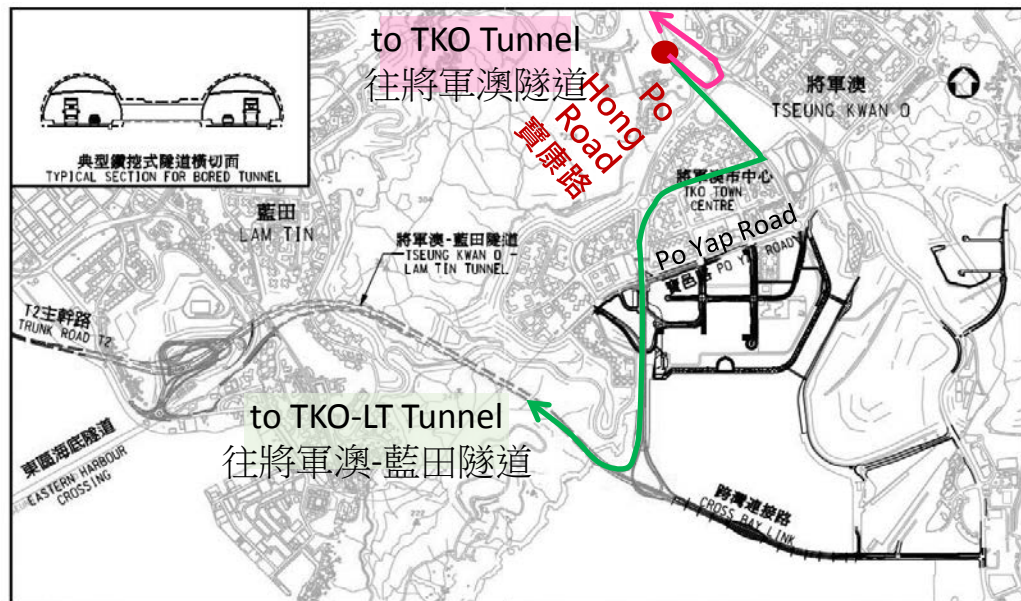 典型鑽挖式隧道橫切面
TYPICAL SECTION FOR BORED TUNNEL
to TKO Tunnel
往將軍澳隧道
Po
Hong
Road
寶康路
將軍澳
TSEUNG KWAN O
將軍澳市中心
TKO TOWN
CENTRE
藍田
LAM TIN
將軍澳-藍田隧道
TSEUNG KWAN O -
LAM TIN TUNNEL
Po Yap Road
寶邑路 PO YAP ROAD
T2主幹路
TRUNK ROAD T2
to TKO-LT Tunnel
往將軍澳-藍田隧道
東區海底隧道
EASTERN HARBOUR
CROSSING
跨灣連接路
CROSS BAY LINK
222